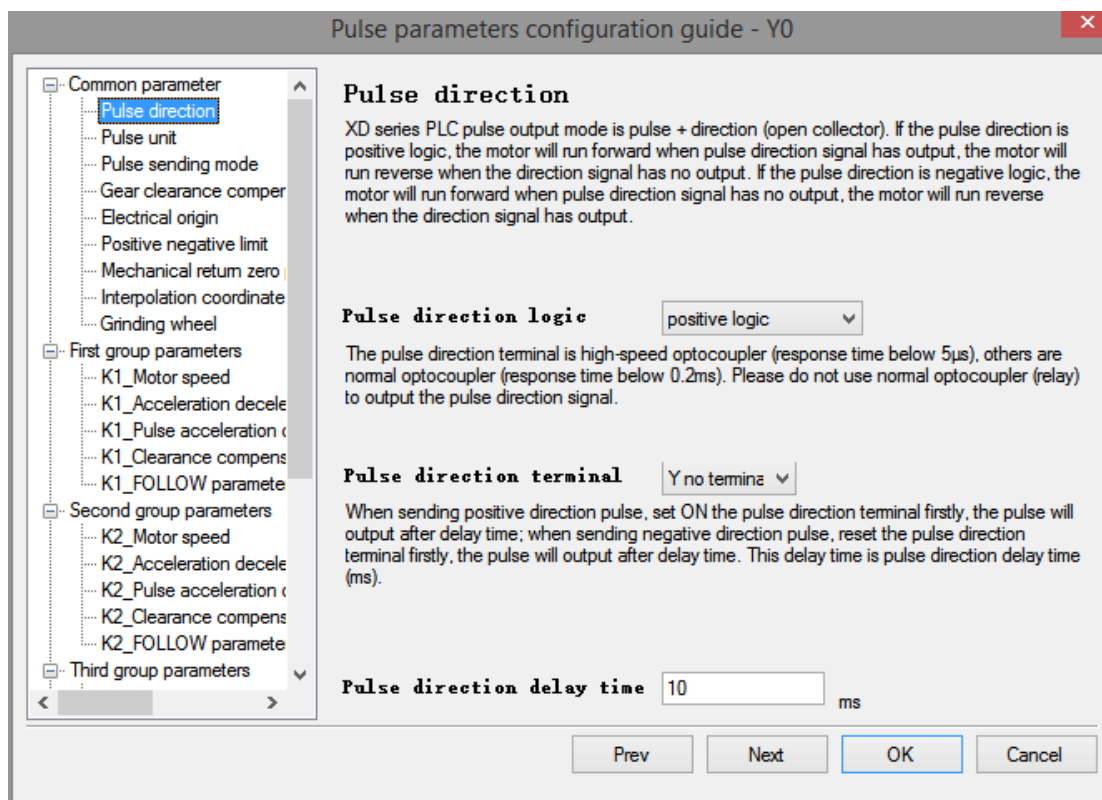 Pulse parameters configuration guide - Y0
Common parameter
Pulse direction
Pulse unit
Pulse sending mode
Gear clearance comper
Electrical origin
Positive negative limit
Mechanical return zero
Interpolation coordinate
Grinding wheel
First group parameters
K1_Motor speed
K1_Acceleration decele
K1_Pulse acceleration
K1_Clearance compens
K1_FOLLOW paramete
Second group parameters
K2_Motor speed
K2_Acceleration decele
K2_Pulse acceleration
K2_Clearance compens
K2_FOLLOW paramete
Third group parameters
Pulse direction
XD series PLC pulse output mode is pulse + direction (open collector). If the pulse direction is
positive logic, the motor will run forward when pulse direction signal has output, the motor will
run reverse when the direction signal has no output. If the pulse direction is negative logic, the
motor will run forward when pulse direction signal has no output, the motor will run reverse
when the direction signal has output.
Pulse direction logic
positive logic
The pulse direction terminal is high-speed optocoupler (response time below 5μs), others are
normal optocoupler (response time below 0.2ms). Please do not use normal optocoupler (relay)
to output the pulse direction signal.
Pulse direction terminal
Y no termina
When sending positive direction pulse, set ON the pulse direction terminal firstly, the pulse will
output after delay time; when sending negative direction pulse, reset the pulse direction
terminal firstly, the pulse will output after delay time. This delay time is pulse direction delay time
(ms).
Pulse direction delay time
10
ms
Prev
Next
OK
Cancel